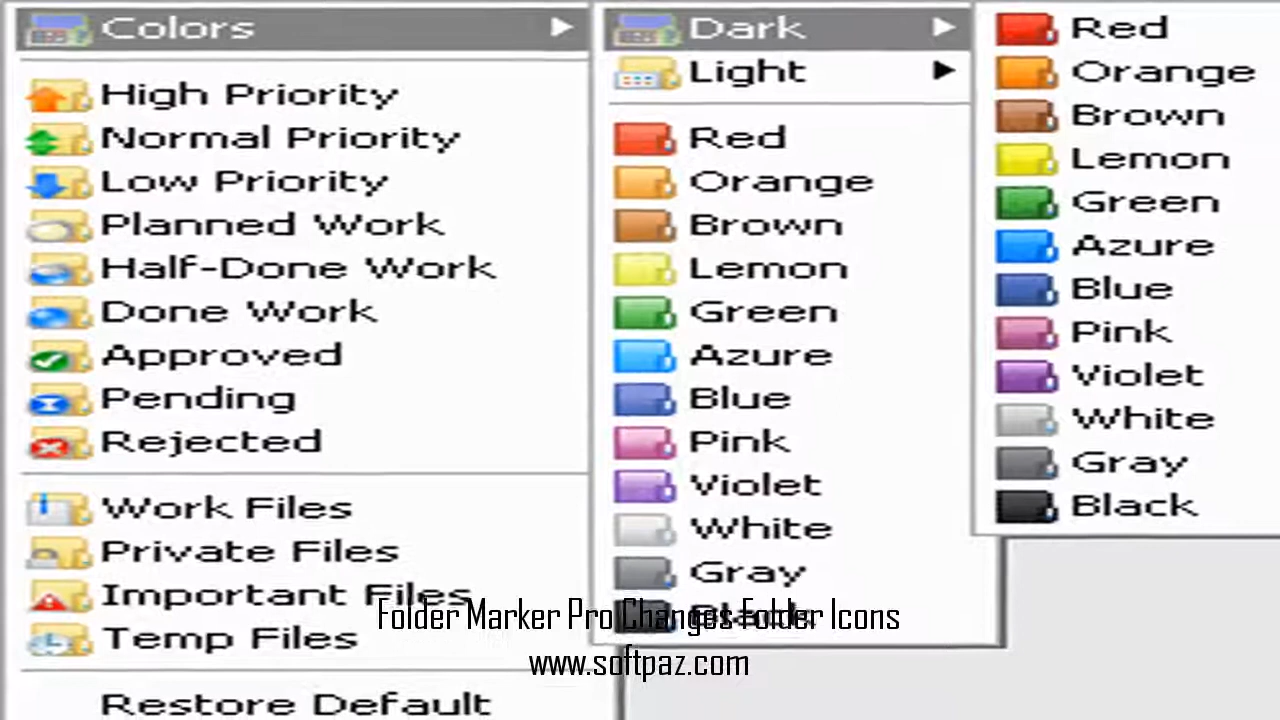 Colors
High Priority
Normal Priority
Low Priority
Planned Work
Half-Done Work
Done Work
Approved
Pending
Rejected
Work Files
Private Files
Important Files
Temp Files
Restore Default
Dark
Light
Red
Orange
Brown
Lemon
Green
Azure
Blue
Pink
Violet
White
Gray
Black
Red
Orange
Brown
Lemon
Green
Azure
Blue
Pink
Violet
White
Gray
Black
Folder Marker Pro Changes Folder Icons
www.softpaz.com